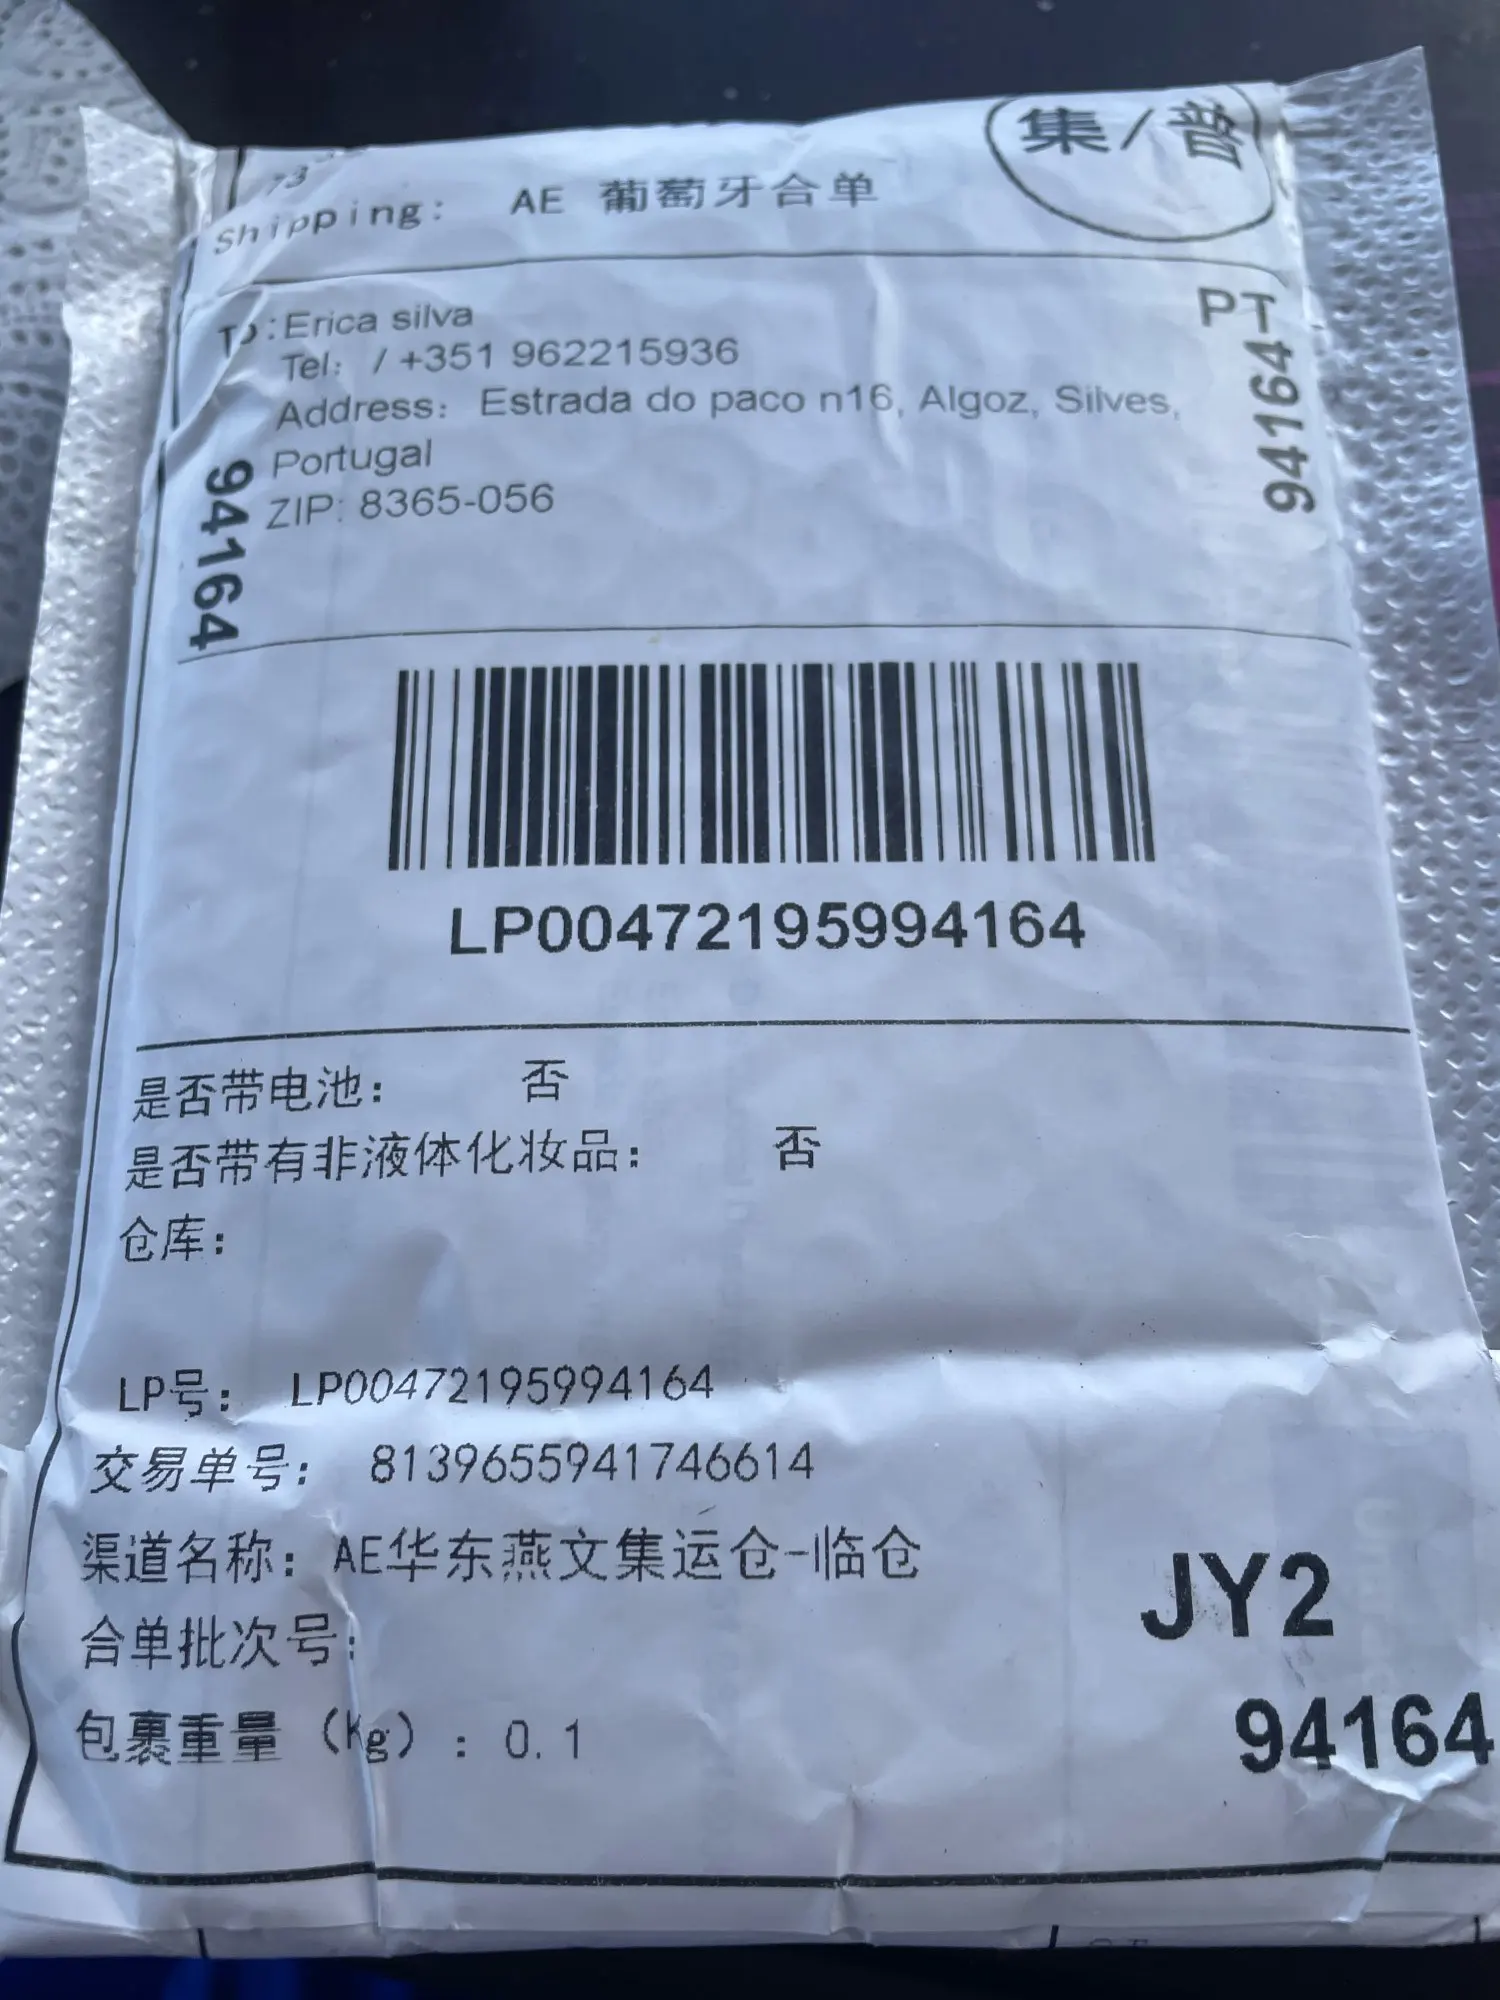 集/普
73
Shipping: AE 葡萄牙合单
To:Erica silva
Tel: / +351 962215936
Address: Estrada do paco n16, Algoz, Silves,
Portugal
ZIP: 8365-056
PT
94164
94164
LP00472195994164
是否带电池: 否
是否带有非液体化妆品: 否
仓库:
LP号: LP00472195994164
交易单号: 8139655941746614
渠道名称: AE华东燕文集运仓-临仓
合单批次号:
包裹重量 (Kg) : 0.1
JY2
94164